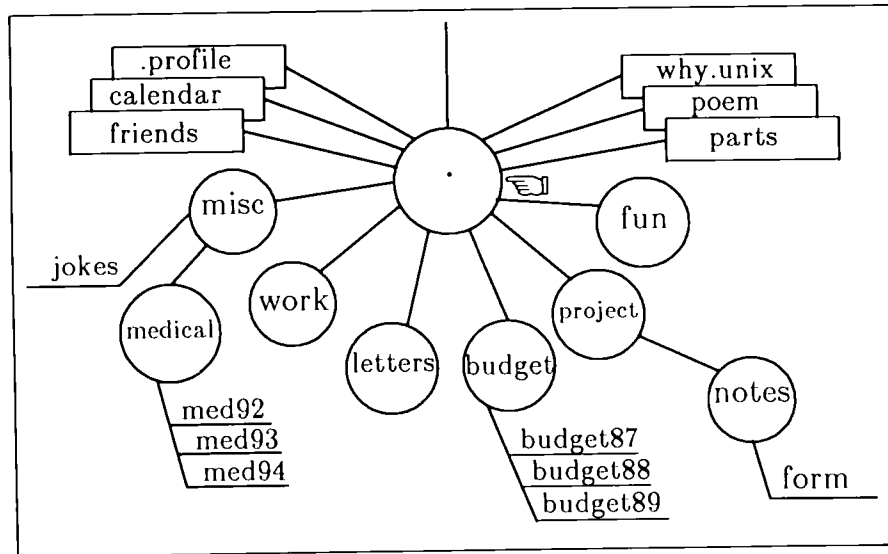 .profile
calendar
friends
why.unix
poem
parts
.
misc
fun
jokes
work
project
medical
letters
budget
notes
med92
med93
med94
budget87
budget88
budget89
form